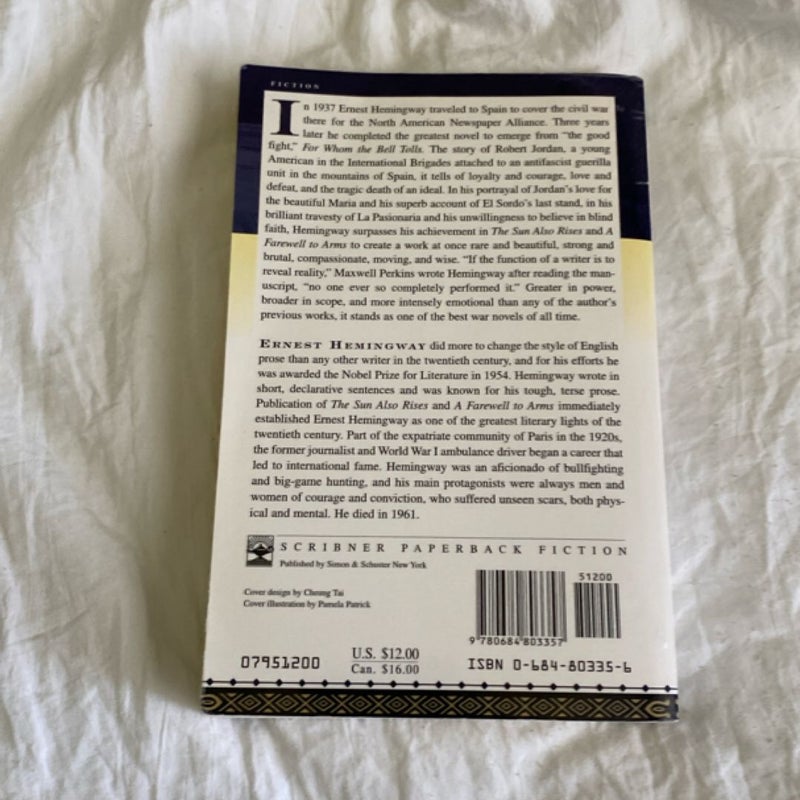 FICTION
In 1937 Ernest Hemingway traveled to Spain to cover the civil war
there for the North American Newspaper Alliance. Three years
later he completed the greatest novel to emerge from "the good
fight," For Whom the Bell Tolls. The story of Robert Jordan, a young
American in the International Brigades attached to an antifascist guerilla
unit in the mountains of Spain, it tells of loyalty and courage, love and
defeat, and the tragic death of an ideal. In his portrayal of Jordan's love for
the beautiful Maria and his superb account of El Sordo's last stand, in his
brilliant travesty of La Pasionaria and his unwillingness to believe in blind
faith, Hemingway surpasses his achievement in The Sun Also Rises and A
Farewell to Arms to create a work at once rare and beautiful, strong and
brutal, compassionate, moving, and wise. "If the function of a writer is to
reveal reality," Maxwell Perkins wrote Hemingway after reading the man-
uscript, "no one ever so completely performed it." Greater in power,
broader in scope, and more intensely emotional than any of the author's
previous works, it stands as one of the best war novels of all time.
ERNEST HEMINGWAY did more to change the style of English
prose than any other writer in the twentieth century, and for his efforts he
was awarded the Nobel Prize for Literature in 1954. Hemingway wrote in
short, declarative sentences and was known for his tough, terse prose.
Publication of The Sun Also Rises and A Farewell to Arms immediately
established Ernest Hemingway as one of the greatest literary lights of the
twentieth century. Part of the expatriate community of Paris in the 1920s,
the former journalist and World War I ambulance driver began a career that
led to international fame. Hemingway was an aficionado of bullfighting
and big-game hunting, and his main protagonists were always men and
women of courage and conviction, who suffered unseen scars, both phys-
ical and mental. He died in 1961.
SCRIBNER PAPERBACK FICTION
Published by Simon & Schuster New York
Cover design by Cheung Tai
Cover illustration by Pamela Patrick
51200
9 780684 803357
07951200
U.S. $12.00
Can. $16.00
ISBN 0-684-80335-6